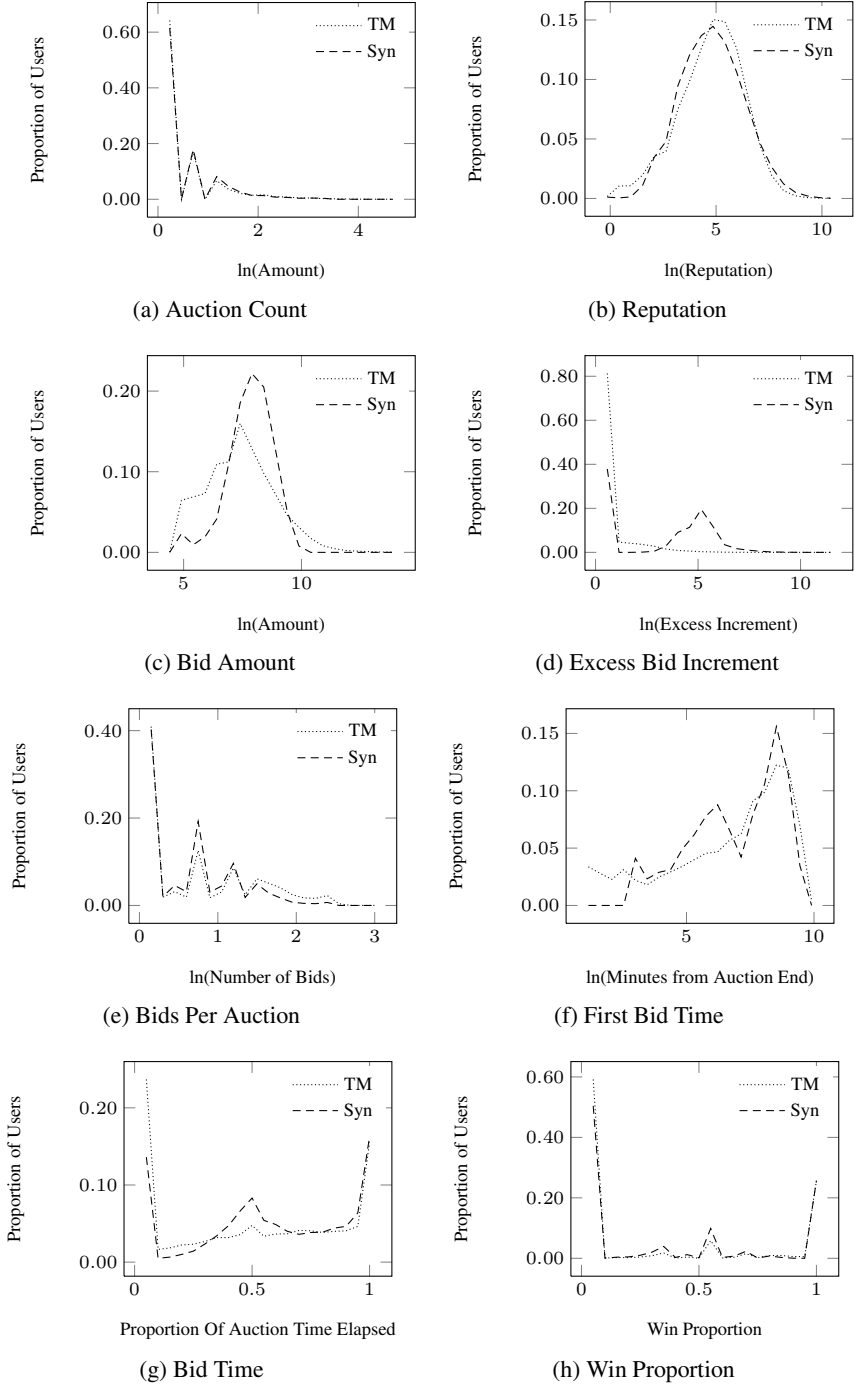 0.60
0.40
0.20
0.00
0
2
4
TM
Syn
Proportion of Users
ln(Amount)
(a) Auction Count
0.15
0.10
0.05
0.00
0
5
10
TM
Syn
Proportion of Users
ln(Reputation)
(b) Reputation
0.20
0.10
0.00
5
10
TM
Syn
Proportion of Users
ln(Amount)
(c) Bid Amount
0.80
0.60
0.40
0.20
0.00
0
5
10
TM
Syn
Proportion of Users
ln(Excess Increment)
(d) Excess Bid Increment
0.40
0.20
0.00
0
1
2
3
TM
Syn
Proportion of Users
ln(Number of Bids)
(e) Bids Per Auction
0.15
0.10
0.05
0.00
5
10
TM
Syn
Proportion of Users
ln(Minutes from Auction End)
(f) First Bid Time
0.20
0.10
0.00
0
0.5
1
TM
Syn
Proportion of Users
Proportion Of Auction Time Elapsed
(g) Bid Time
0.60
0.40
0.20
0.00
0
0.5
1
TM
Syn
Proportion of Users
Win Proportion
(h) Win Proportion